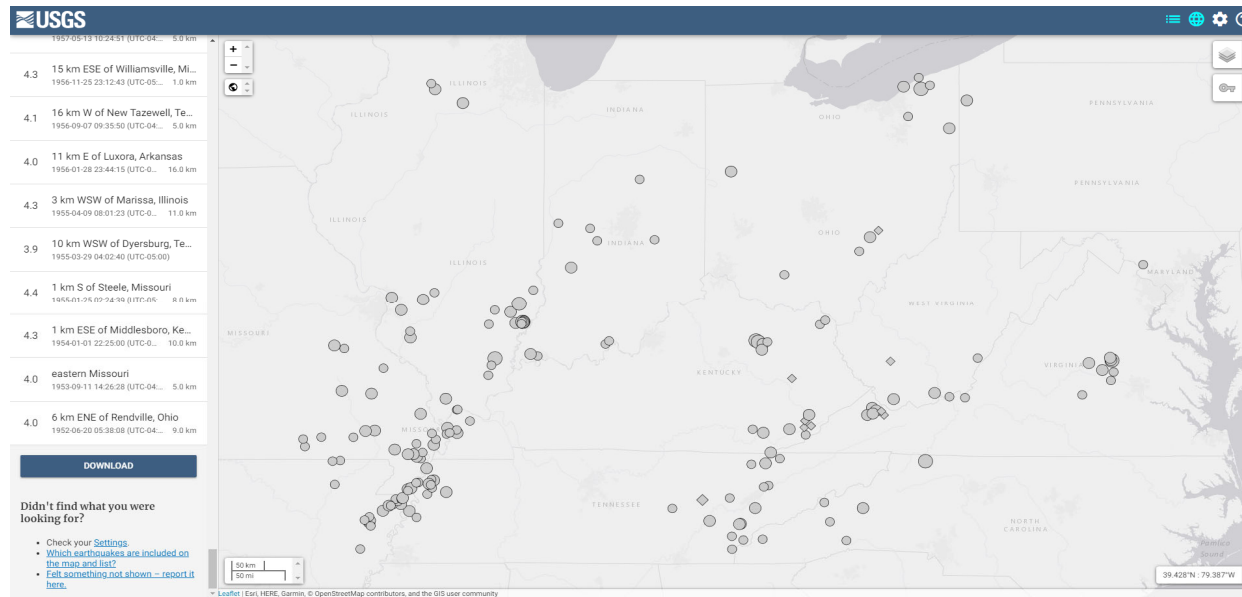 USGS
1957-05-13 10:24:51 (UTC-04:... 5.0 km
4.3
15 km ESE of Williamsville, Mi...
1956-11-25 23:12:43 (UTC-05:... 1.0 km
4.1
16 km W of New Tazewell, Te...
1956-09-07 09:35:50 (UTC-04:... 5.0 km
4.0
11 km E of Luxora, Arkansas
1956-01-28 23:44:15 (UTC-0... 16.0 km
4.3
3 km WSW of Marissa, Illinois
1955-04-09 08:01:23 (UTC-0... 11.0 km
3.9
10 km WSW of Dyersburg, Te...
1955-03-29 04:02:40 (UTC-05:00)
4.4
1 km S of Steele, Missouri
1955-01-25 02:24:39 (UTC-05:... 8.0 km
4.3
1 km ESE of Middlesboro, Ke...
1954-01-01 22:25:00 (UTC-0... 10.0 km
4.0
eastern Missouri
1953-09-11 14:26:28 (UTC-04:... 5.0 km
4.0
6 km ENE of Rendville, Ohio
1952-06-20 05:38:08 (UTC-04:... 9.0 km
DOWNLOAD
Didn't find what you were
looking for?
• Check your Settings.
• Which earthquakes are included on
the map and list?
• Felt something not shown – report it
here.
+
−
ILLINOIS
ILLINOIS
INDIANA
OHIO
PENNSYLVANIA
PENNSYLVANIA
ILLINOIS
INDIANA
OHIO
ILLINOIS
MARYLAND
WEST VIRGINIA
MISSOURI
KENTUCKY
VIRGINIA
MISSOURI
TENNESSEE
NORTH
CAROLINA
Pamlico
Sound
50 km
50 mi
39.428°N : 79.387°W
Leaflet | Esri, HERE, Garmin, © OpenStreetMap contributors, and the GIS user community